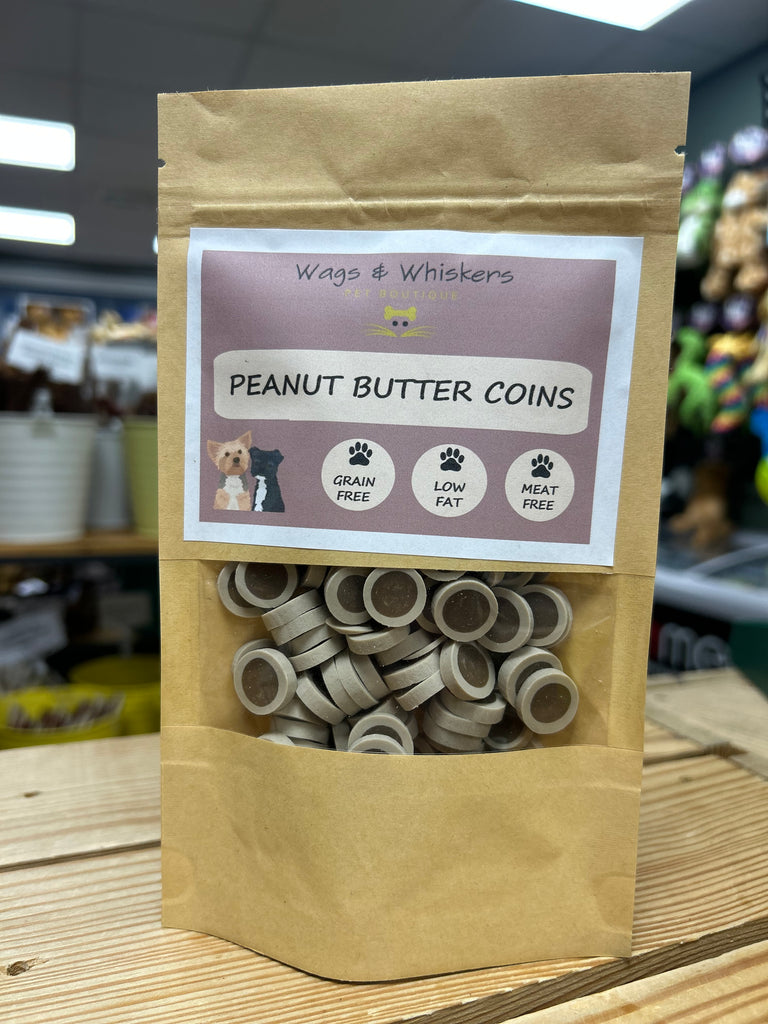 Wags & Whiskers
PET BOUTIQUE
PEANUT BUTTER COINS
GRAIN
FREE
LOW
FAT
MEAT
FREE